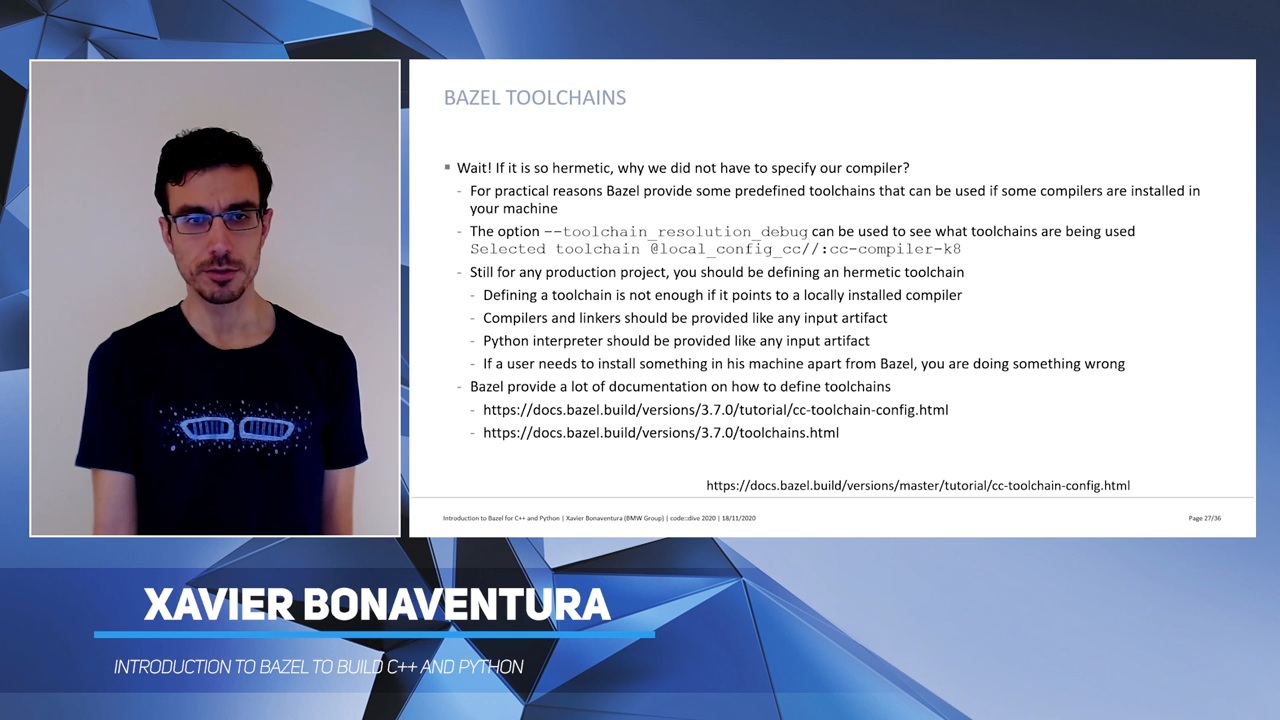 BAZEL TOOLCHAINS
Wait! If it is so hermetic, why we did not have to specify our compiler?
- For practical reasons Bazel provide some predefined toolchains that can be used if some compilers are installed in
your machine
- The option --toolchain_resolution_debug can be used to see what toolchains are being used
Selected toolchain @local_config_cc//:cc-compiler-k8
- Still for any production project, you should be defining an hermetic toolchain
- Defining a toolchain is not enough if it points to a locally installed compiler
- Compilers and linkers should be provided like any input artifact
- Python interpreter should be provided like any input artifact
- If a user needs to install something in his machine apart from Bazel, you are doing something wrong
- Bazel provide a lot of documentation on how to define toolchains
- https://docs.bazel.build/versions/3.7.0/tutorial/cc-toolchain-config.html
- https://docs.bazel.build/versions/3.7.0/toolchains.html
https://docs.bazel.build/versions/master/tutorial/cc-toolchain-config.html
Introduction to Bazel for C++ and Python | Xavier Bonaventura (BMW Group) | code::dive 2020 | 18/11/2020
Page 27/36
XAVIER BONAVENTURA
INTRODUCTION TO BAZEL TO BUILD C++ AND PYTHON